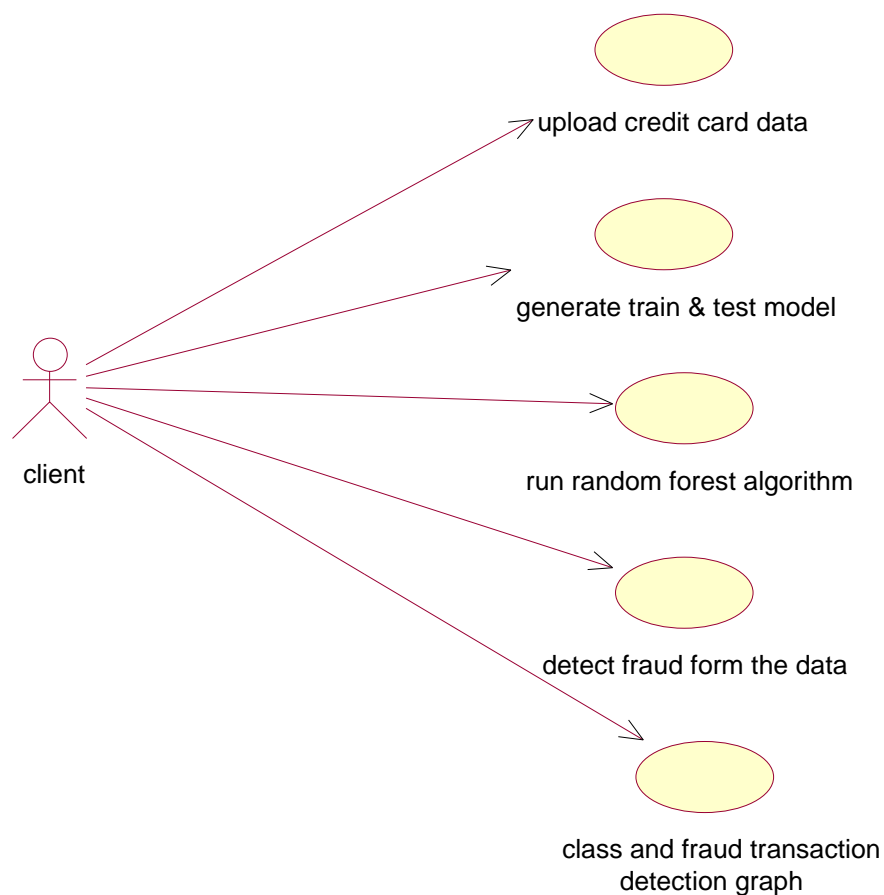 upload credit card data
generate train & test model
client
run random forest algorithm
detect fraud form the data
class and fraud transaction
detection graph